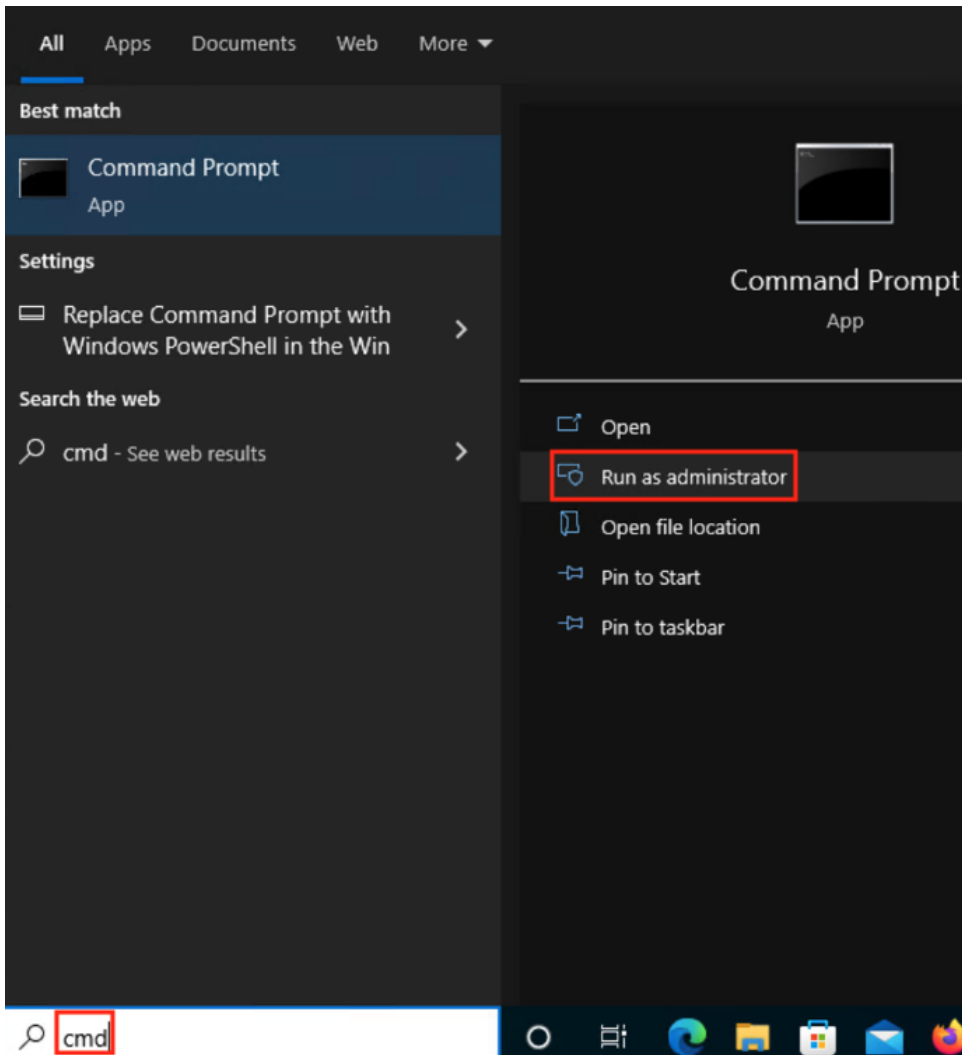 All Apps Documents Web More
Best match
Command Prompt
App
Settings
Replace Command Prompt with
Windows PowerShell in the Win
Search the web
cmd - See web results
Command Prompt
App
Open
Run as administrator
Open file location
Pin to Start
Pin to taskbar
cmd